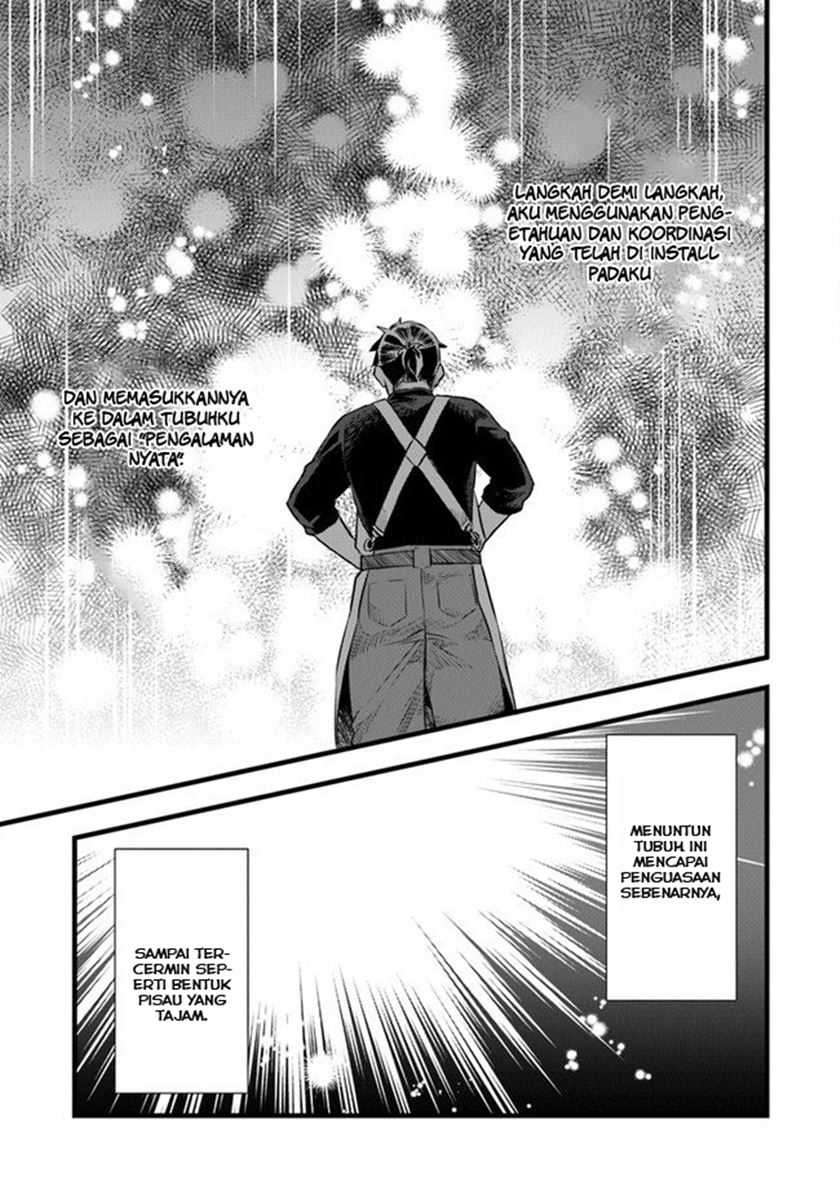 LANGKAH DEMI LANGKAH,
AKU MENGGUNAKAN PENG-
ETAHUAN DAN KOORDINASI
YANG TELAH DI INSTALL
PADAKU
DAN MEMASUKKANNYA
KE DALAM TUBUHKU
SEBAGAI "PENGALAMAN
NYATA".
MENUNTUN
TUBUH INI
MENCAPAI
PENGUASAAN
SEBENARNYA,
SAMPAI TER-
CERMIN SEP-
ERTI BENTUK
PISAU YANG
TAJAM.